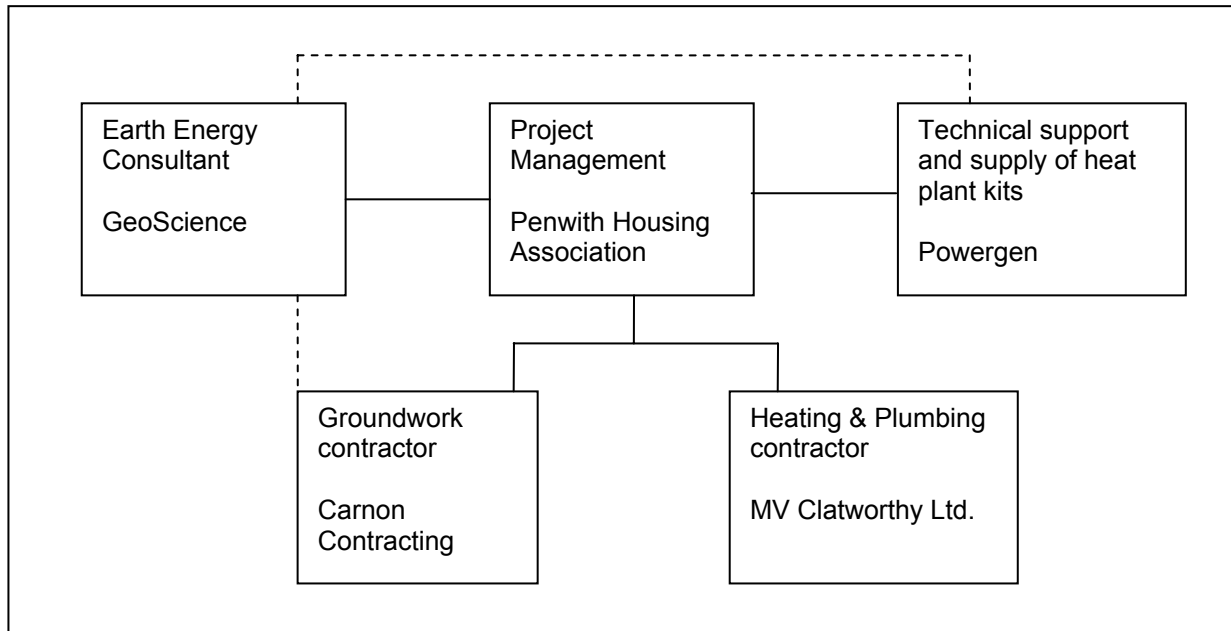 Earth Energy
Consultant
GeoScience
Project
Management
Penwith Housing
Association
Technical support
and supply of heat
plant kits
Powergen
Groundwork
contractor
Carnon
Contracting
Heating & Plumbing
contractor
MV Clatworthy Ltd.